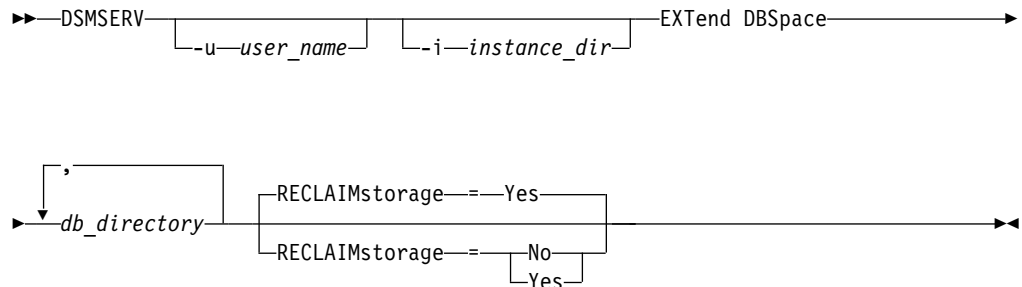 DSMSERV EXTend DBSpace
-u user_name -i instance_dir
,
RECLAIMstorage = Yes
db_directory
RECLAIMstorage = No
Yes